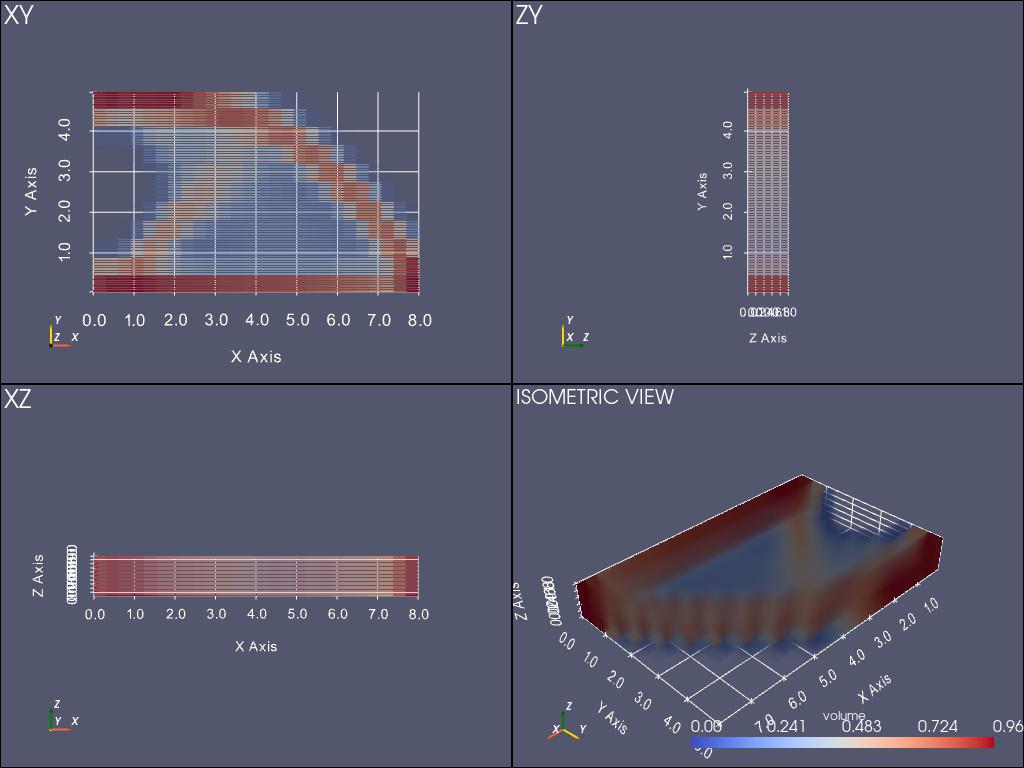 XY
4.0
3.0
2.0
1.0
Y Axis
0.0 1.0 2.0 3.0 4.0 5.0 6.0 7.0 8.0
X Axis
Y
Z X
ZY
4.0
3.0
2.0
1.0
Y Axis
Z Axis
Y
X Z
XZ
Z Axis
0.0 1.0 2.0 3.0 4.0 5.0 6.0 7.0 8.0
X Axis
Z
Y X
ISOMETRIC VIEW
Z Axis
0.0 1.0 2.0 3.0 4.0
Y Axis
1.0 2.0 3.0 4.0 5.0 6.0
X Axis
Z
X Y
volume
0.00 0.241 0.483 0.724 0.96